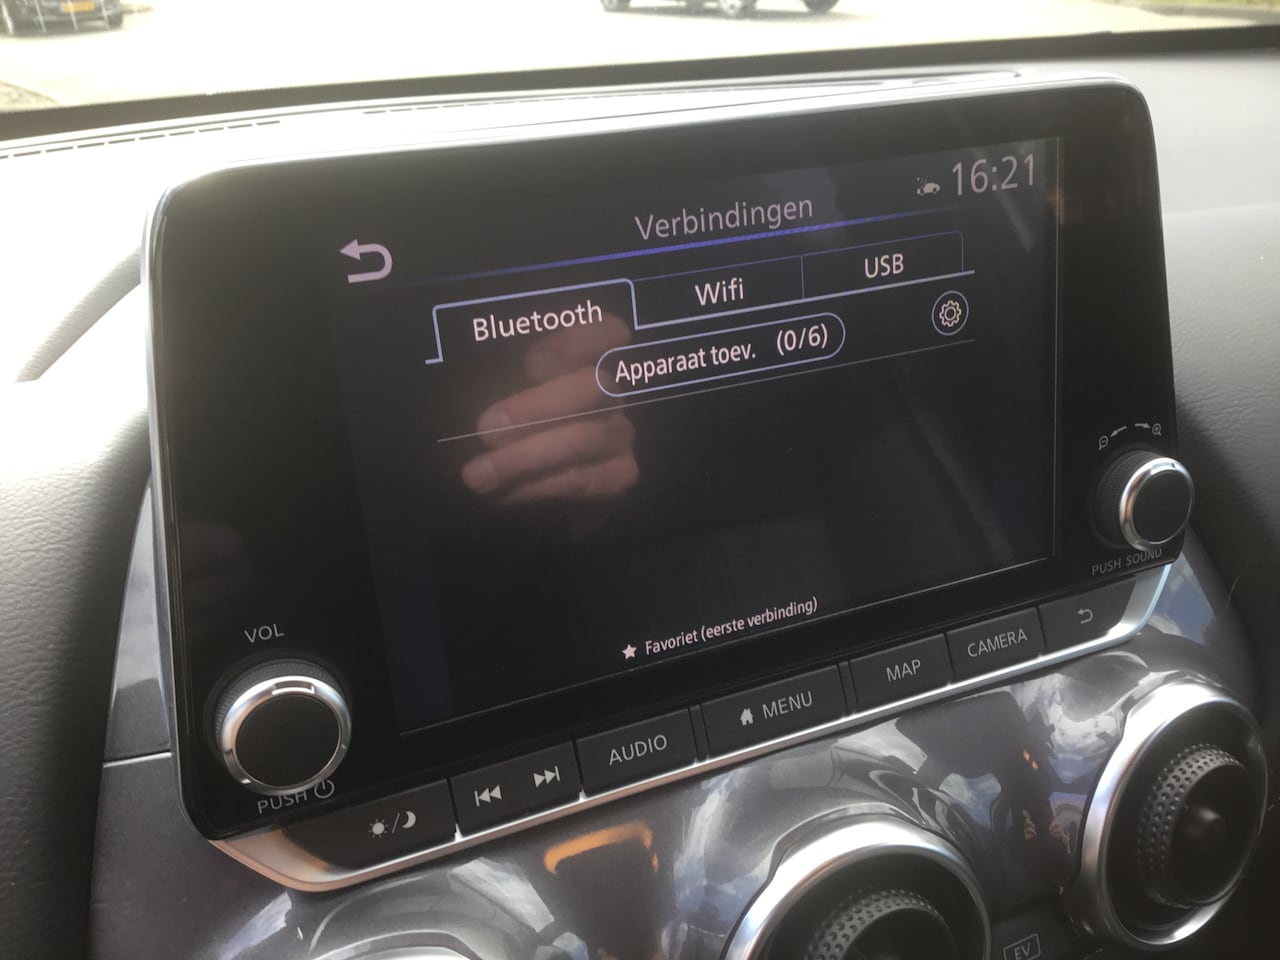 16:21
Verbindingen
Bluetooth
Wifi
USB
Apparaat toev. (0/6)
★ Favoriet (eerste verbinding)
VOL
PUSH
PUSH SOUND
AUDIO
MENU
MAP
CAMERA
EV